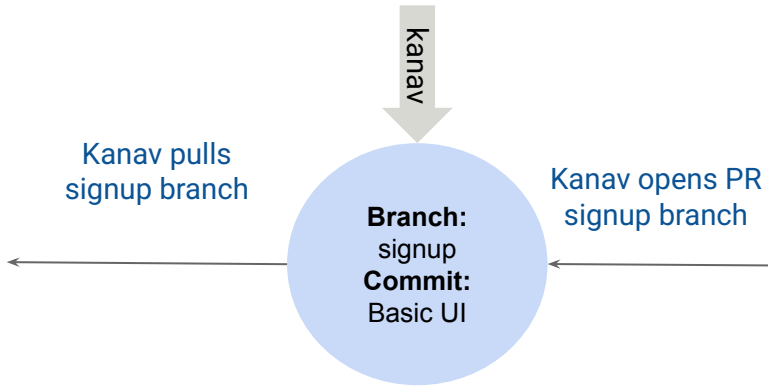 kanav
Kanav pulls
signup branch
Kanav opens PR
signup branch
Branch:
signup
Commit:
Basic UI